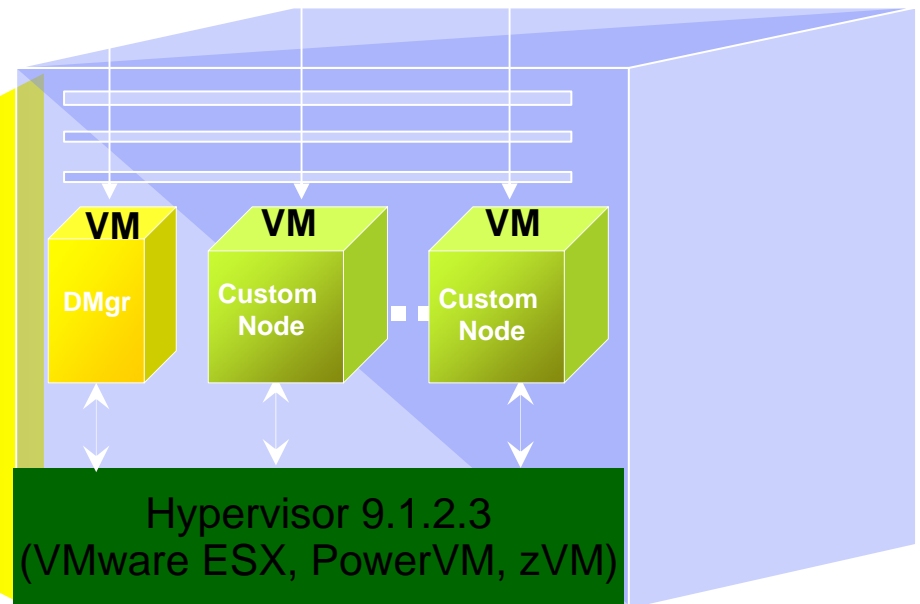 VM
VM
VM
DMgr
Custom
Node
Custom
Node
Hypervisor 9.1.2.3
(VMware ESX, PowerVM, zVM)